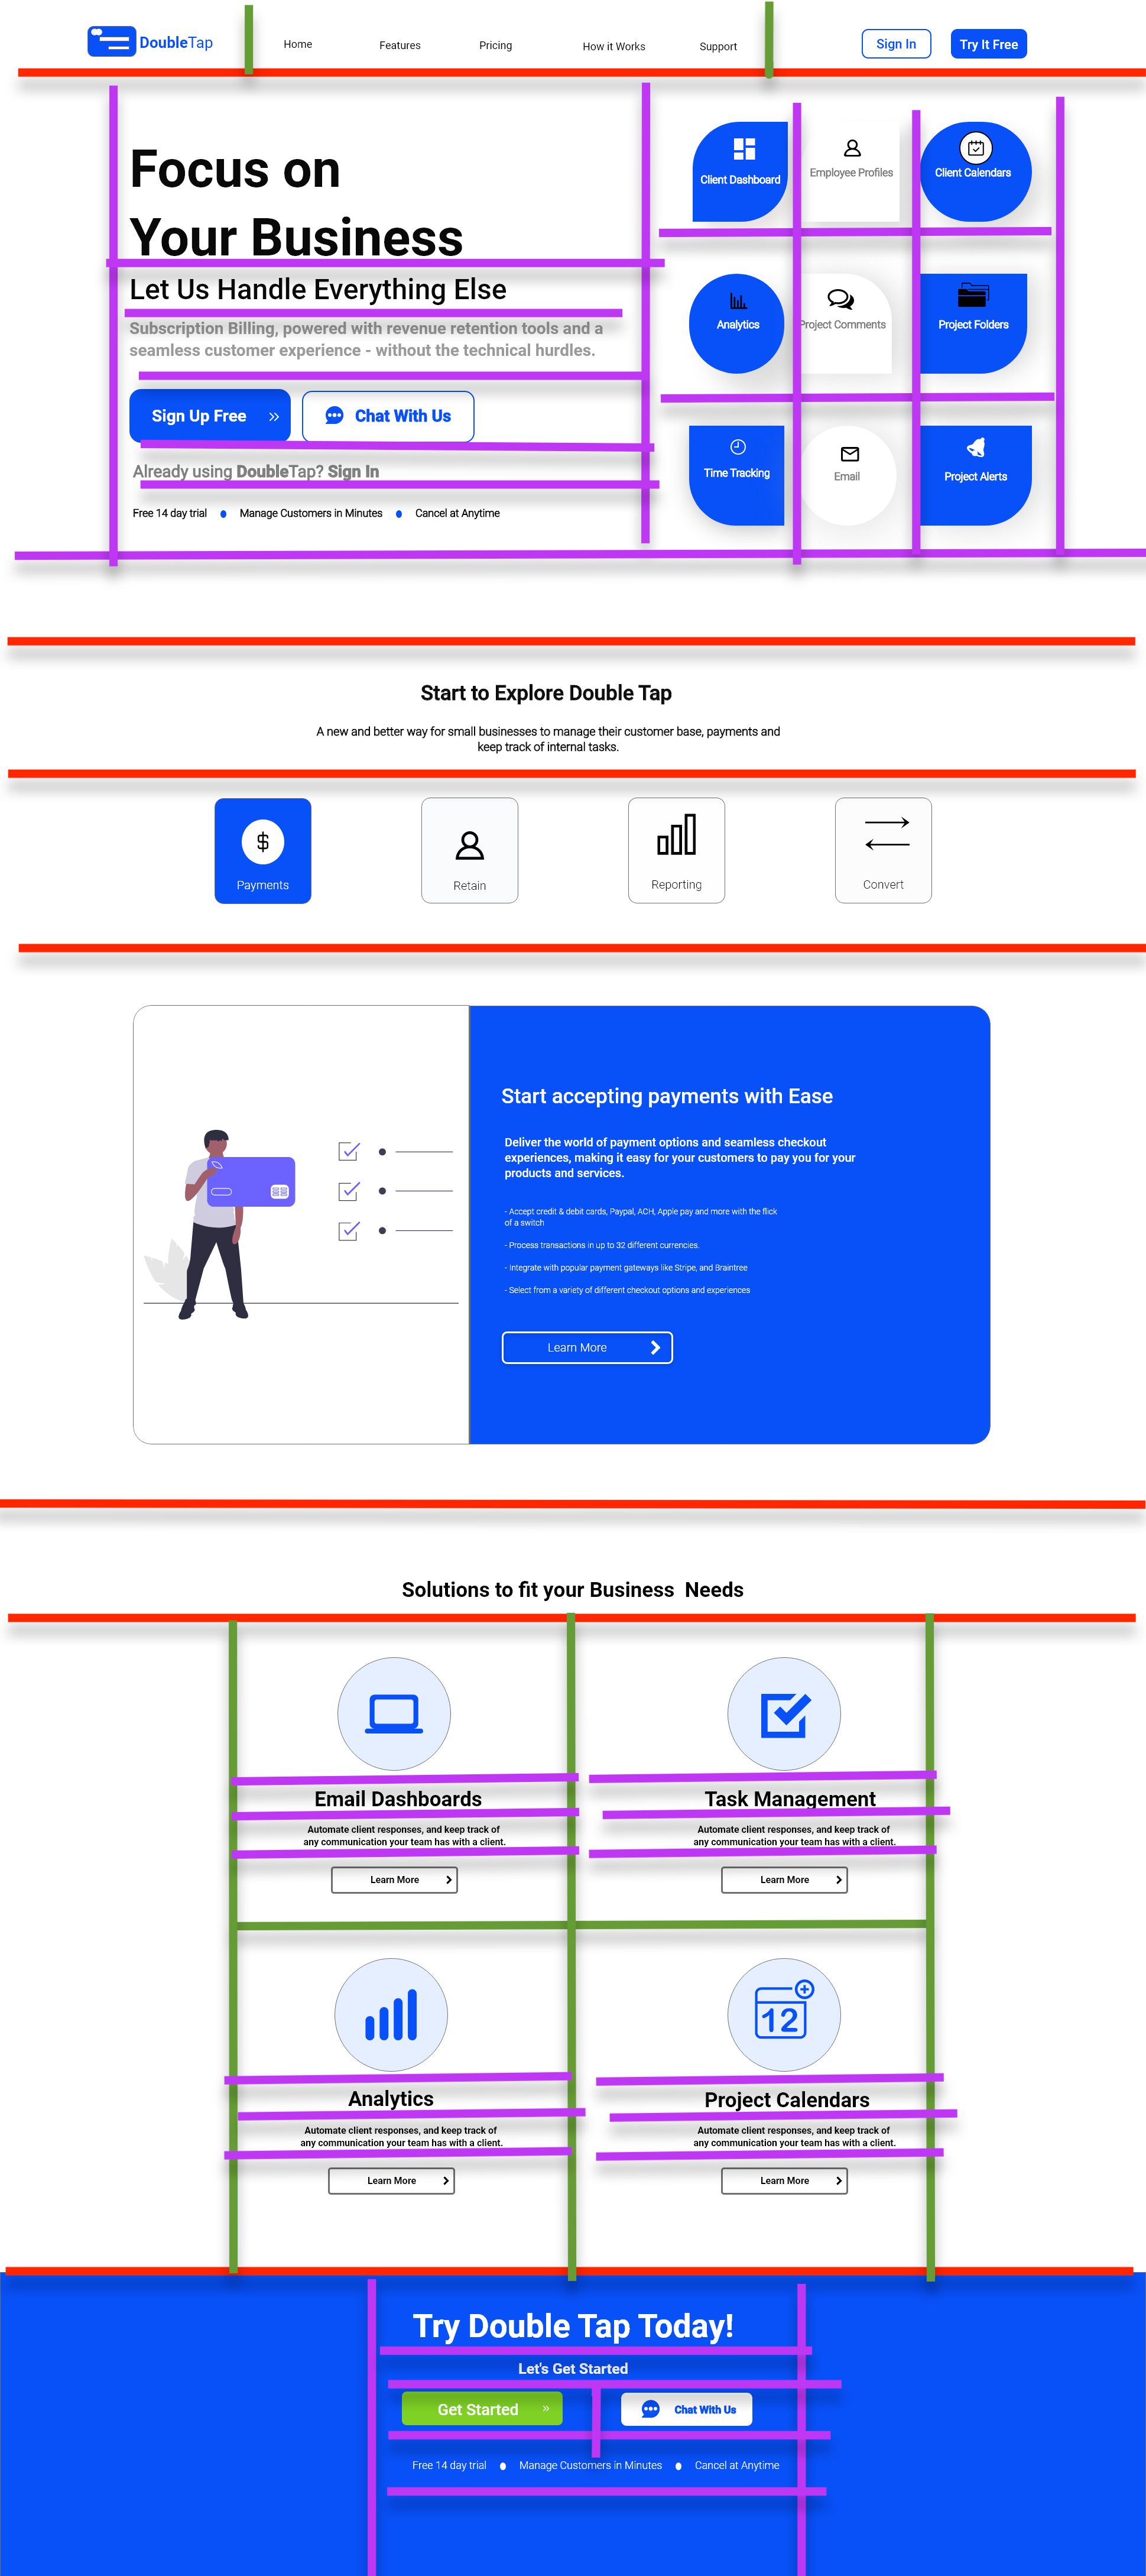 DoubleTap
Home
Features
Pricing
How it Works
Support
Sign In
Try It Free
Focus on
Your Business
Let Us Handle Everything Else
Subscription Billing, powered with revenue retention tools and a
seamless customer experience - without the technical hurdles.
Sign Up Free
Chat With Us
Already using DoubleTap? Sign In
Free 14 day trial
Manage Customers in Minutes
Cancel at Anytime
Client Dashboard
Employee Profiles
Client Calendars
Analytics
Project Comments
Project Folders
Time Tracking
Email
Project Alerts
Start to Explore Double Tap
A new and better way for small businesses to manage their customer base, payments and
keep track of internal tasks.
Payments
Retain
Reporting
Convert
Start accepting payments with Ease
Deliver the world of payment options and seamless checkout
experiences, making it easy for your customers to pay you for your
products and services.
- Accept credit & debit cards, Paypal, ACH, Apple pay and more with the flick
of a switch
- Process transactions in up to 32 different currencies.
- Integrate with popular payment gateways like Stripe, and Braintree
- Select from a variety of different checkout options and experiences
Learn More
Solutions to fit your Business Needs
Email Dashboards
Automate client responses, and keep track of
any communication your team has with a client.
Learn More
Task Management
Automate client responses, and keep track of
any communication your team has with a client.
Learn More
Analytics
Automate client responses, and keep track of
any communication your team has with a client.
Learn More
12
Project Calendars
Automate client responses, and keep track of
any communication your team has with a client.
Learn More
Try Double Tap Today!
Let's Get Started
Get Started
Chat With Us
Free 14 day trial
Manage Customers in Minutes
Cancel at Anytime